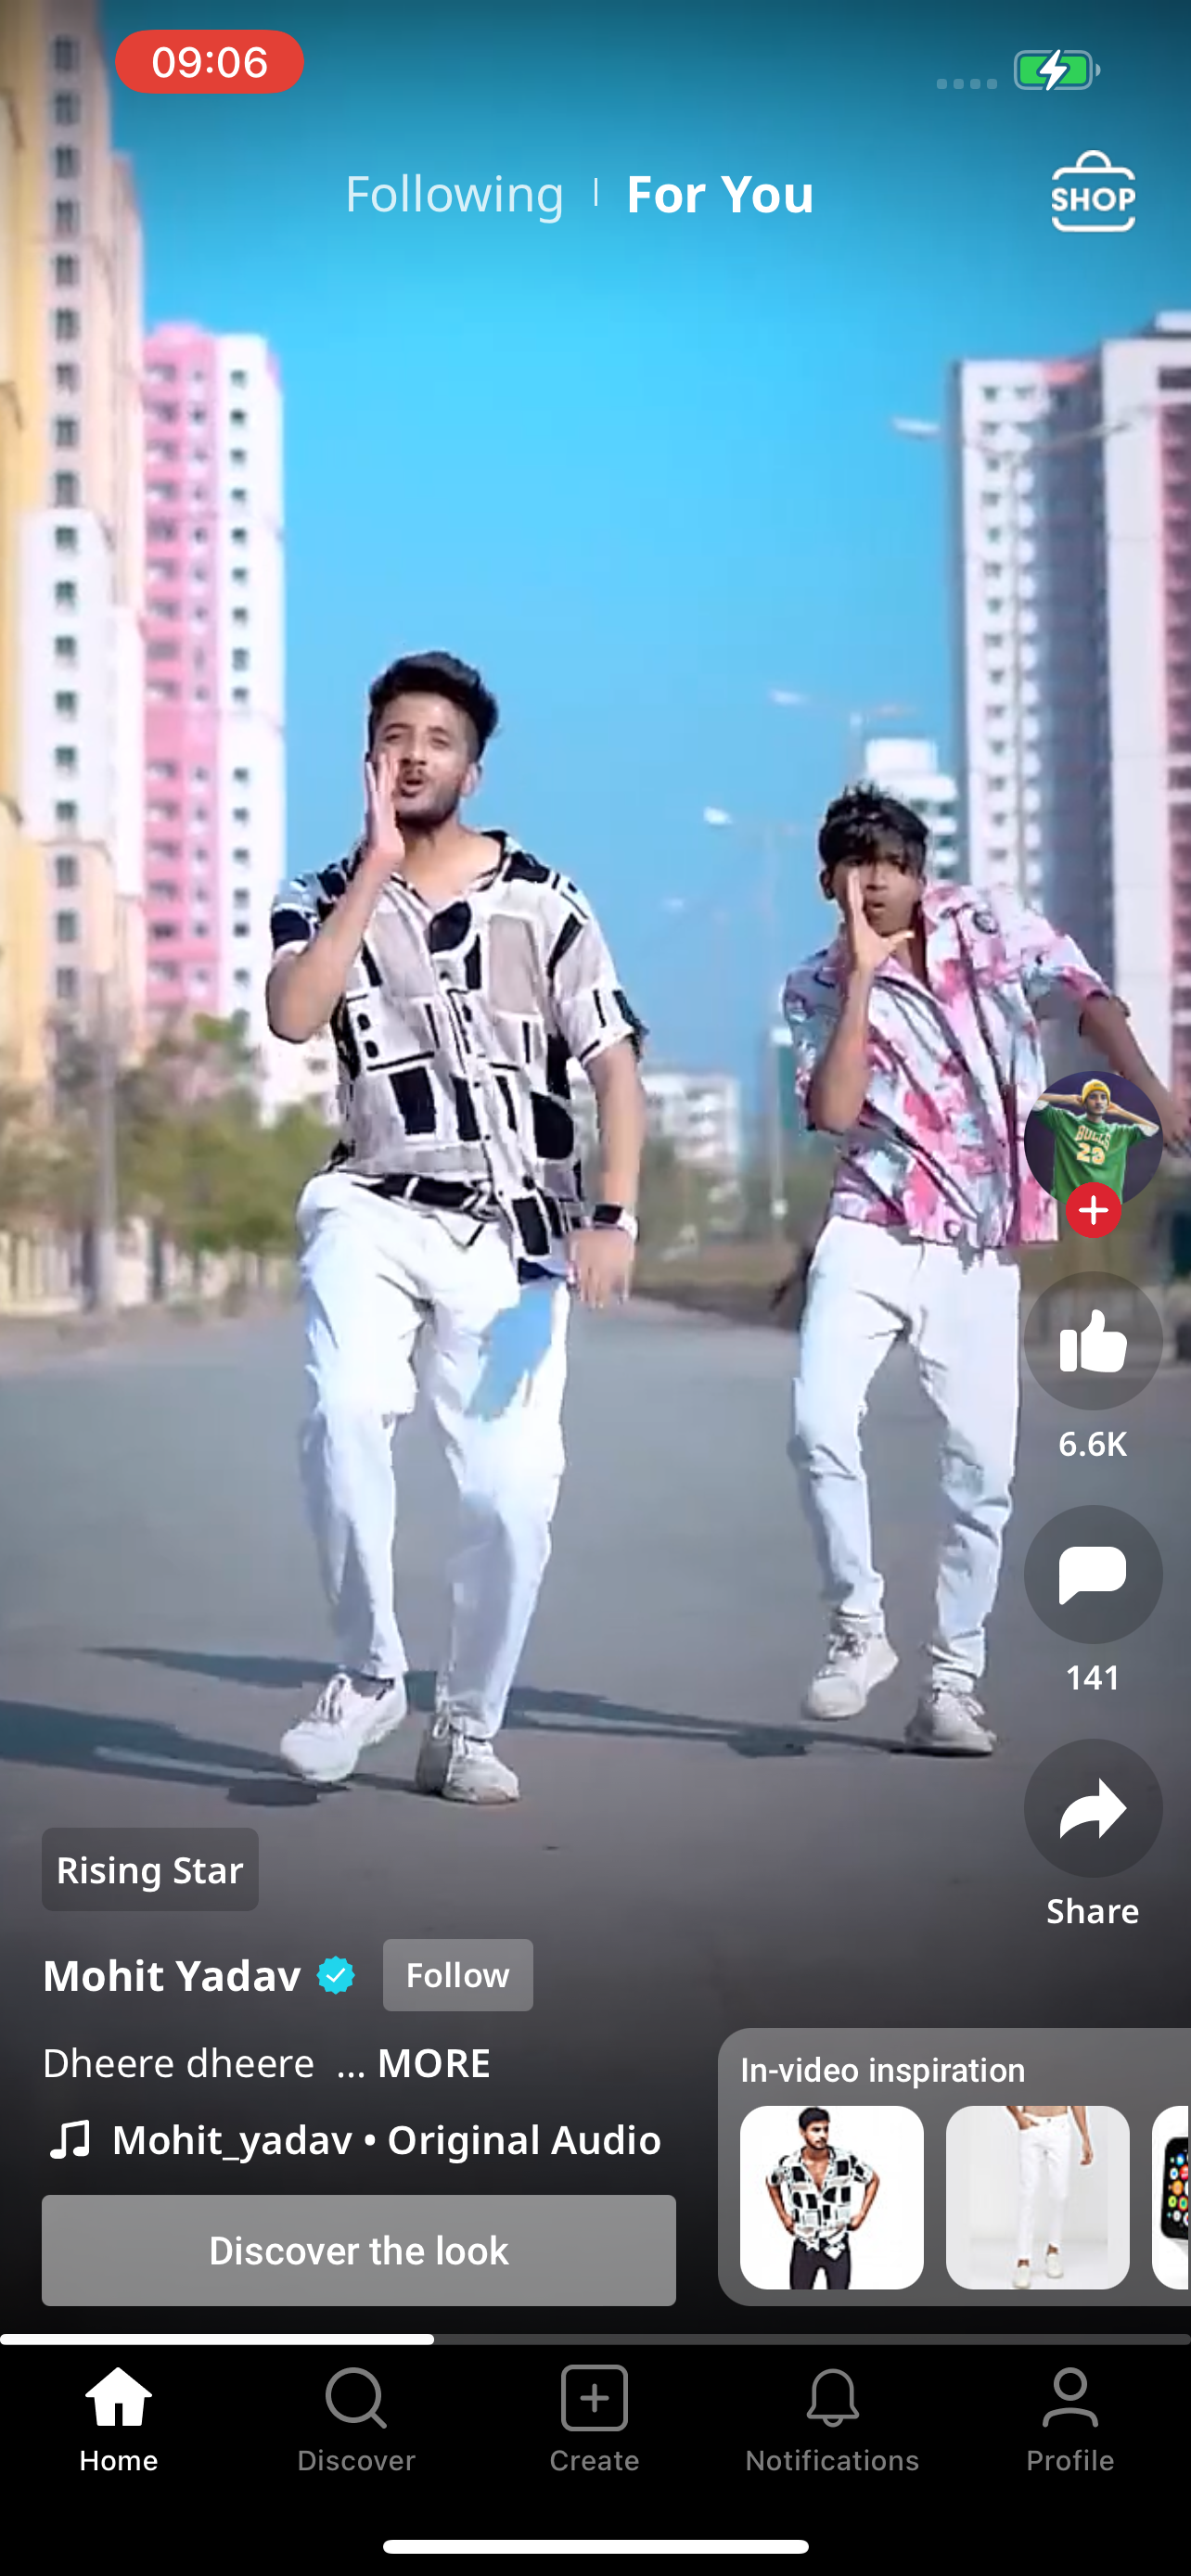 09:06
Following | For You
SHOP
BULLS
23
6.6K
141
Share
Rising Star
Mohit Yadav Follow
Dheere dheere ... MORE
Mohit_yadav • Original Audio
In-video inspiration
Discover the look
Home Discover Create Notifications Profile